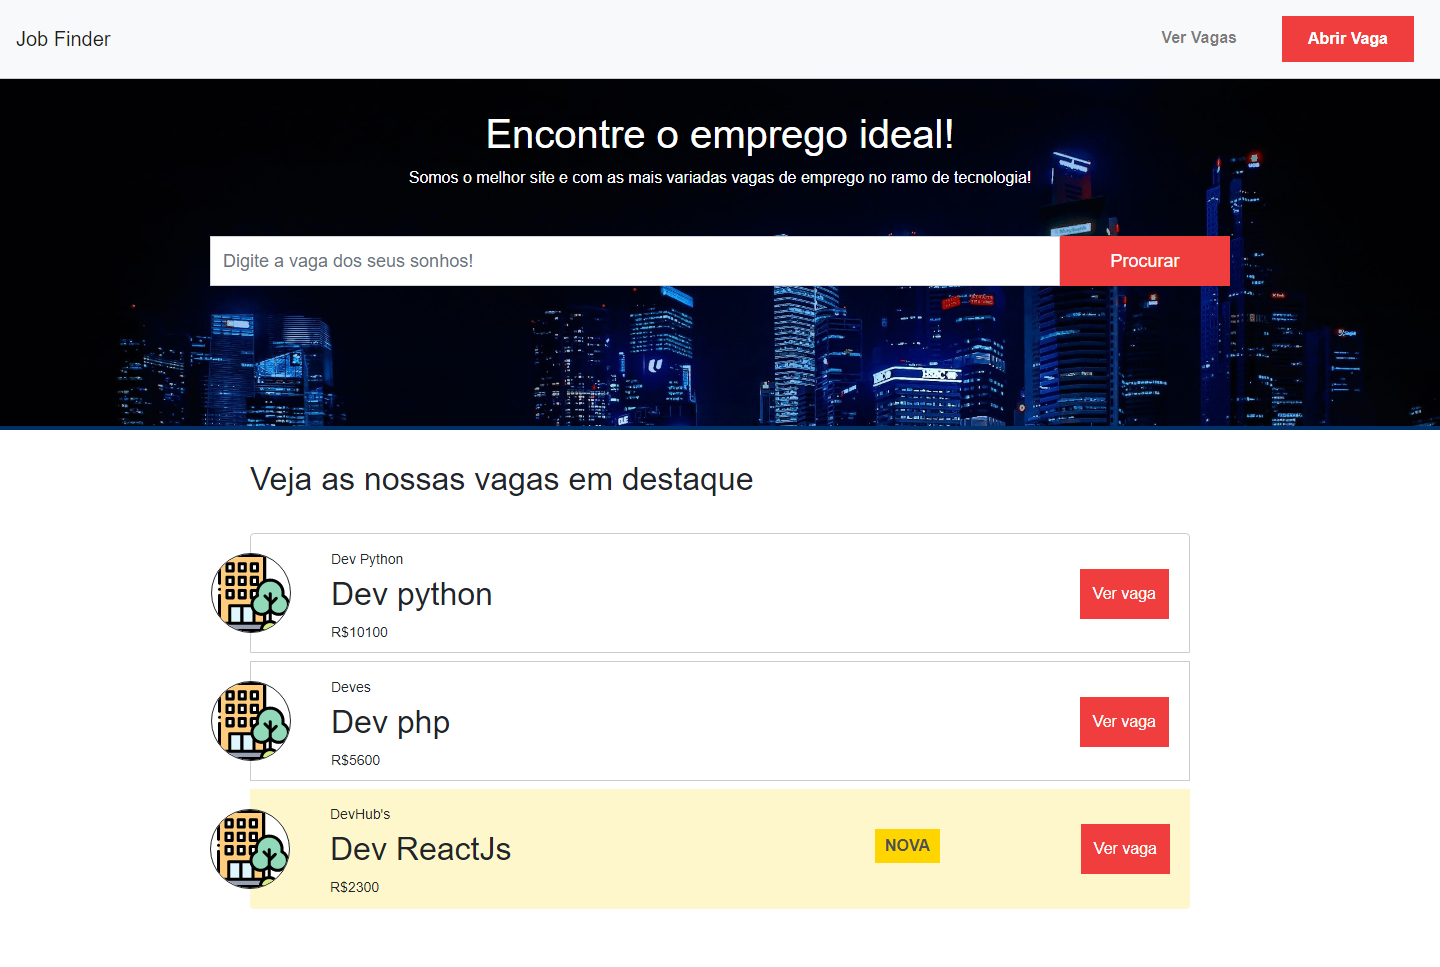 Job Finder
Ver Vagas
Abrir Vaga
Encontre o emprego ideal!
Somos o melhor site e com as mais variadas vagas de emprego no ramo de tecnologia!
Digite a vaga dos seus sonhos!
Procurar
Veja as nossas vagas em destaque
Dev Python
Dev python
R$10100
Ver vaga
Deves
Dev php
R$5600
Ver vaga
DevHub's
Dev ReactJs
R$2300
NOVA
Ver vaga